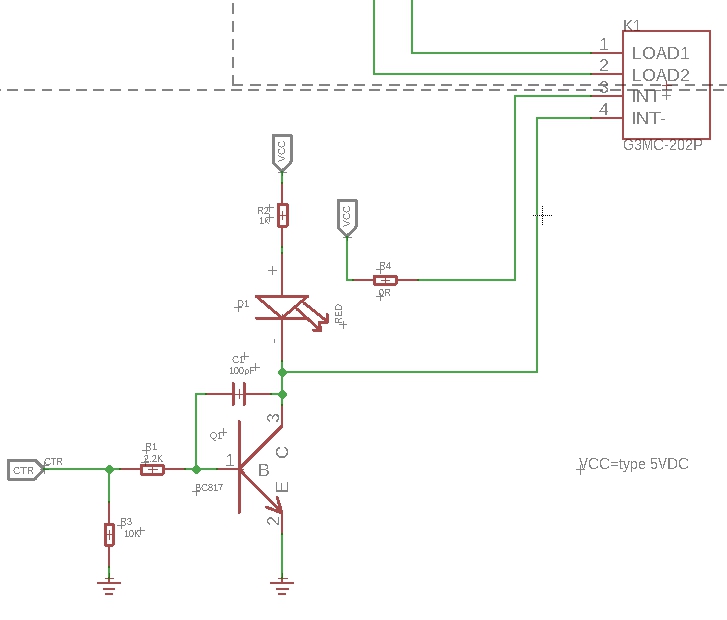 K1
1 LOAD1
2 LOAD2
3 INT+
4 INT-
G3MC-202P
VCC
R2
1K
VCC
R4
0R
+
D1
RED
-
C1
100pF
3
Q1
C
R1
2.2K
CTR
CTR
1
B
VCC=type 5VDC
BC817
E
2
R3
10K